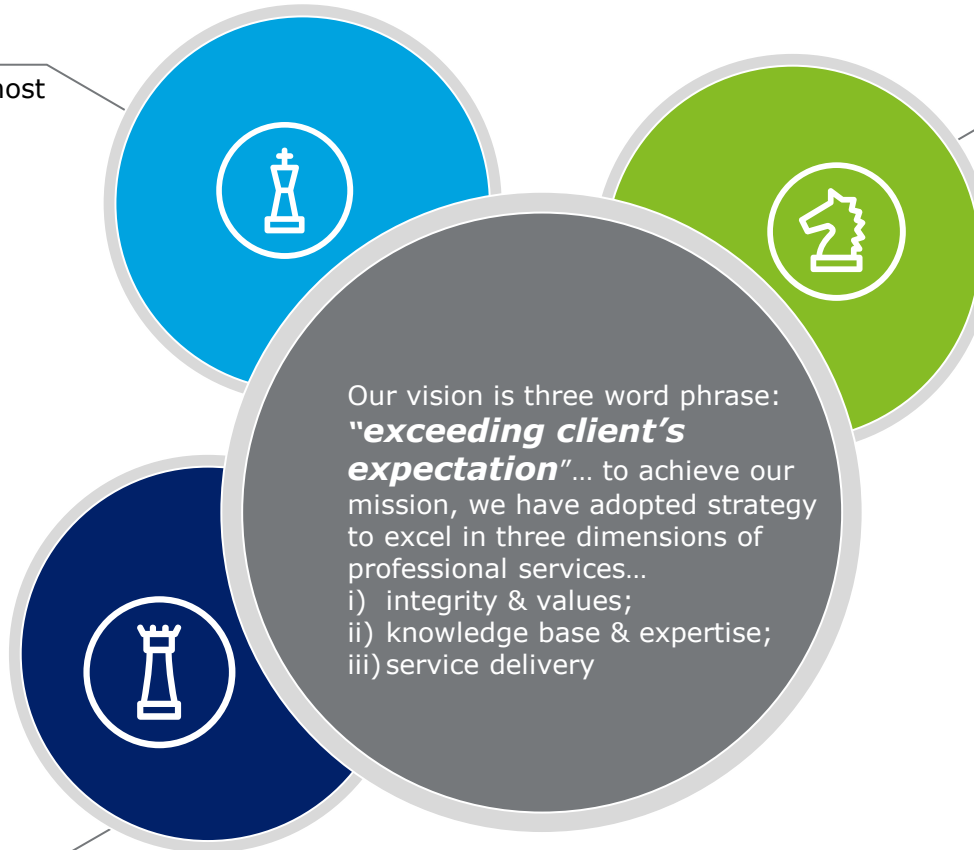 nost
Our vision is three word phrase:
“exceeding client’s
expectation”… to achieve our
mission, we have adopted strategy
to excel in three dimensions of
professional services…
i) integrity & values;
ii) knowledge base & expertise;
iii) service delivery